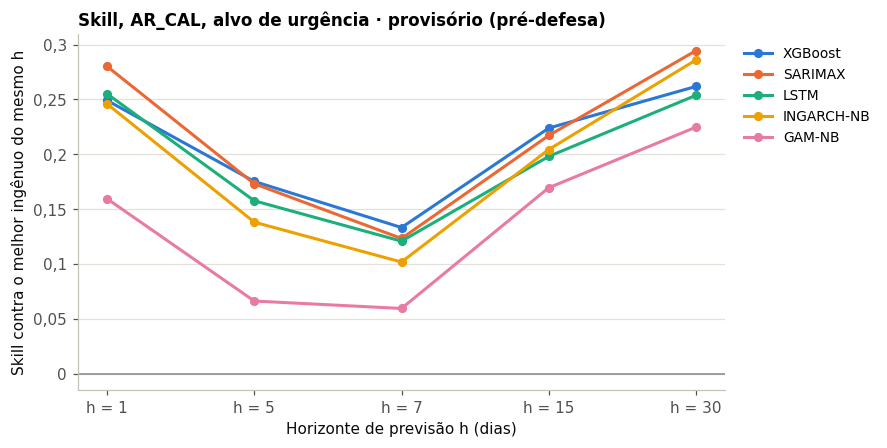 Skill, AR_CAL, alvo de urgência · provisório (pré-defesa)
Skill contra o melhor ingênuo do mesmo h
0,3
0,25
0,2
0,15
0,1
0,05
0
h = 1
h = 5
h = 7
h = 15
h = 30
Horizonte de previsão h (dias)
XGBoost
SARIMAX
LSTM
INGARCH-NB
GAM-NB